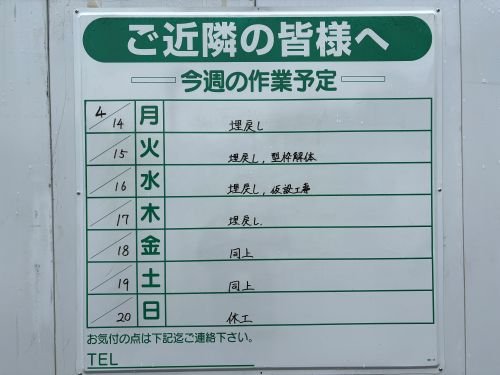 ご近隣の皆様へ
今週の作業予定
4/14 月 埋戻し
/15 火 埋戻し, 型枠解体
/16 水 埋戻し, 仮設工事
/17 木 埋戻し.
/18 金 同上
/19 土 同上
/20 日 休工
お気付の点は下記迄ご連絡下さい。
TEL